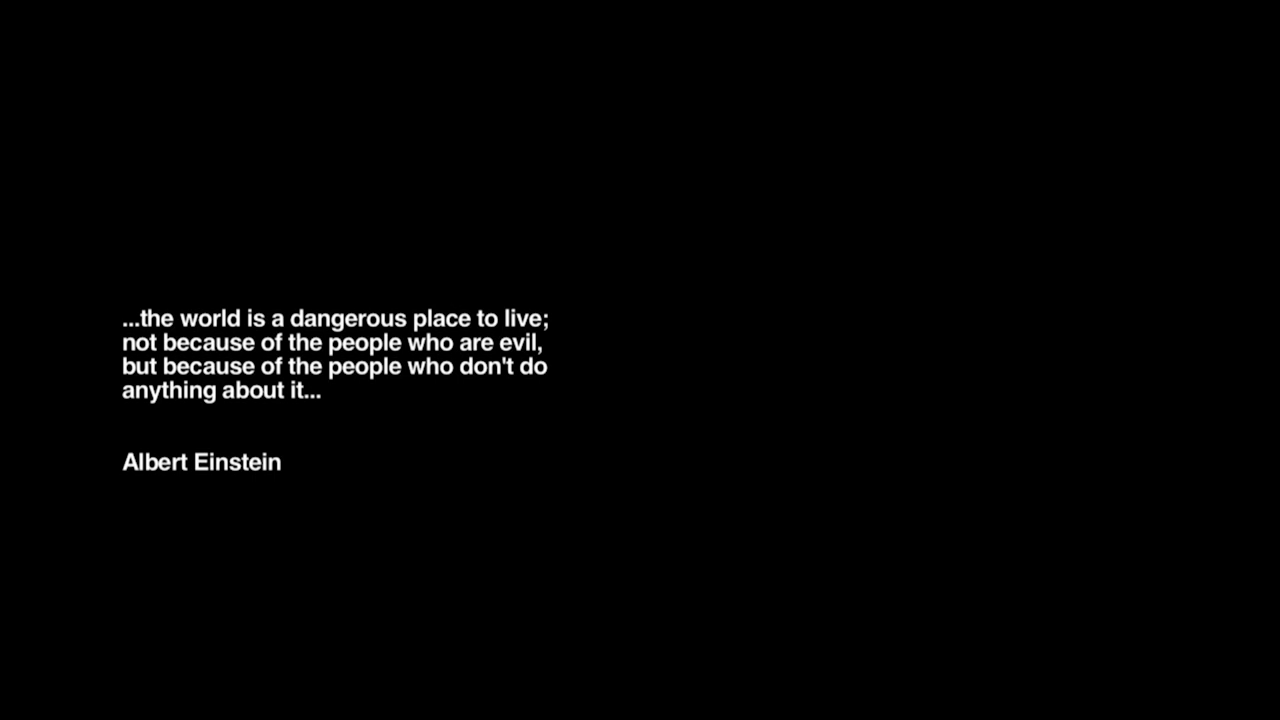 ...the world is a dangerous place to live;
not because of the people who are evil,
but because of the people who don't do
anything about it...
Albert Einstein